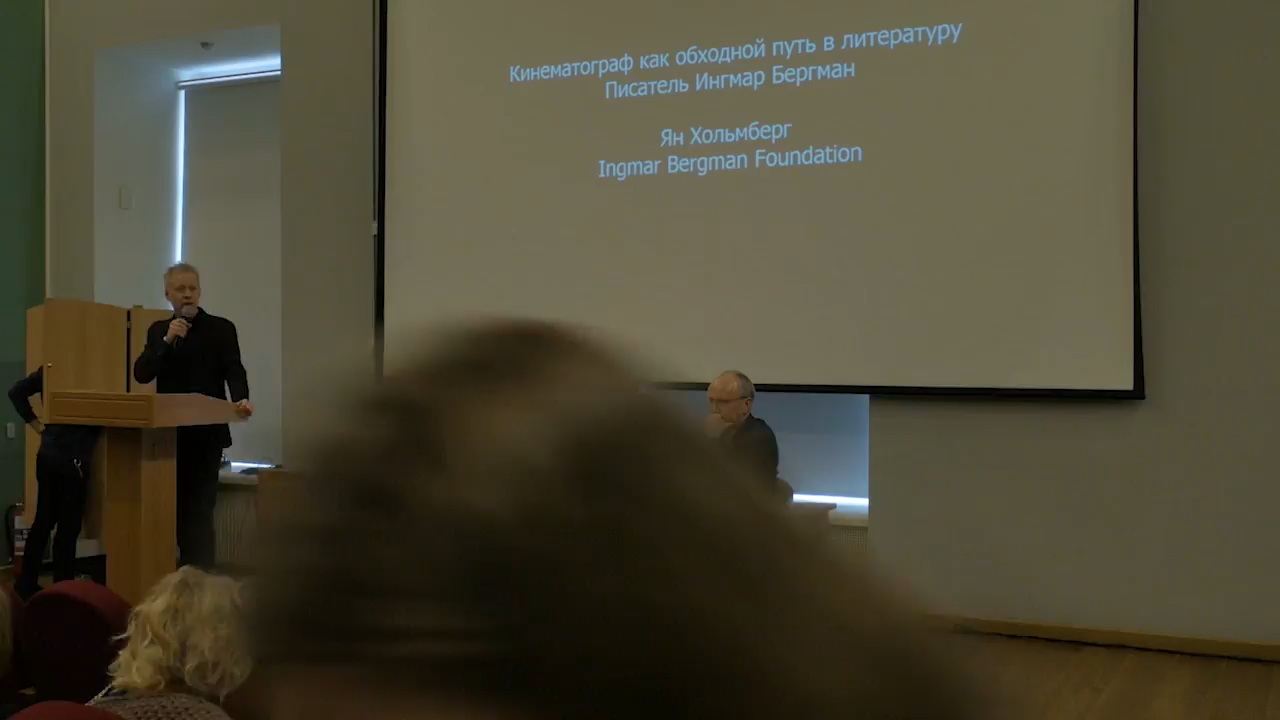 Кинематограф как обходной путь в литературу
Писатель Ингмар Бергман
Ян Хольмберг
Ingmar Bergman Foundation